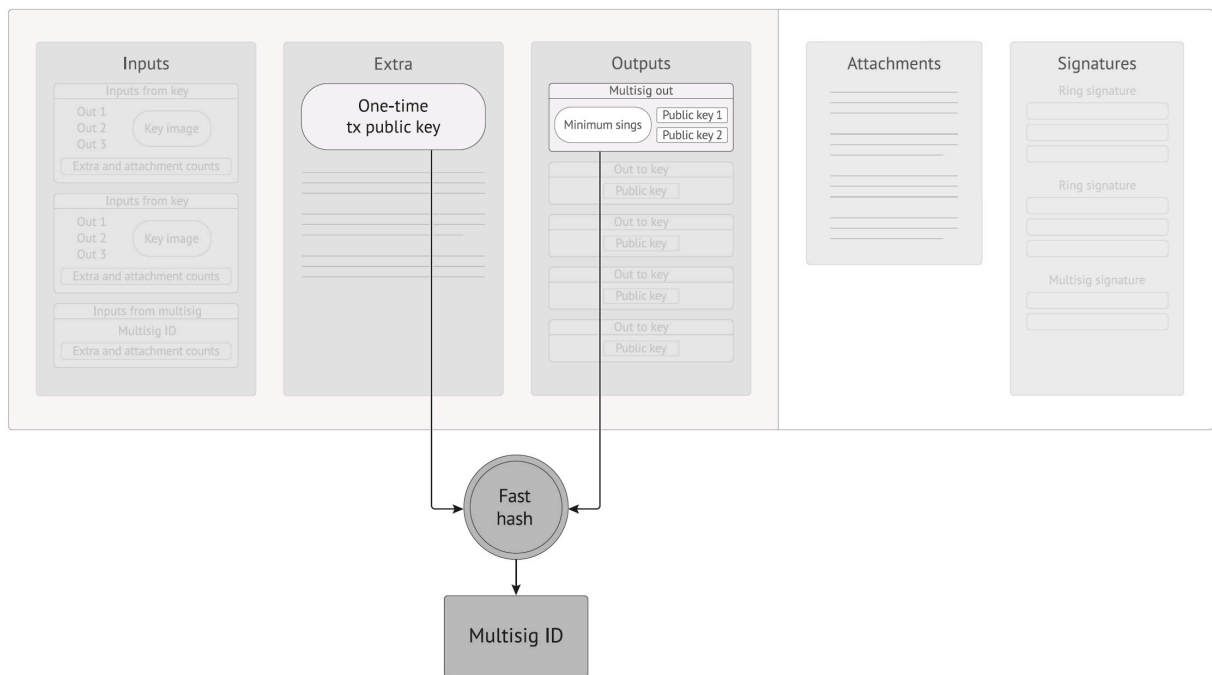 Inputs
Inputs from key
Out 1
Out 2
Out 3
Key image
Extra and attachment counts
Inputs from key
Out 1
Out 2
Out 3
Key image
Extra and attachment counts
Inputs from multisig
Multisig ID
Extra and attachment counts
Extra
One-time
tx public key
Outputs
Multisig out
Minimum sings
Public key 1
Public key 2
Out to key
Public key
Out to key
Public key
Out to key
Public key
Out to key
Public key
Attachments
Signatures
Ring signature
Ring signature
Multisig signature
Fast
hash
Multisig ID